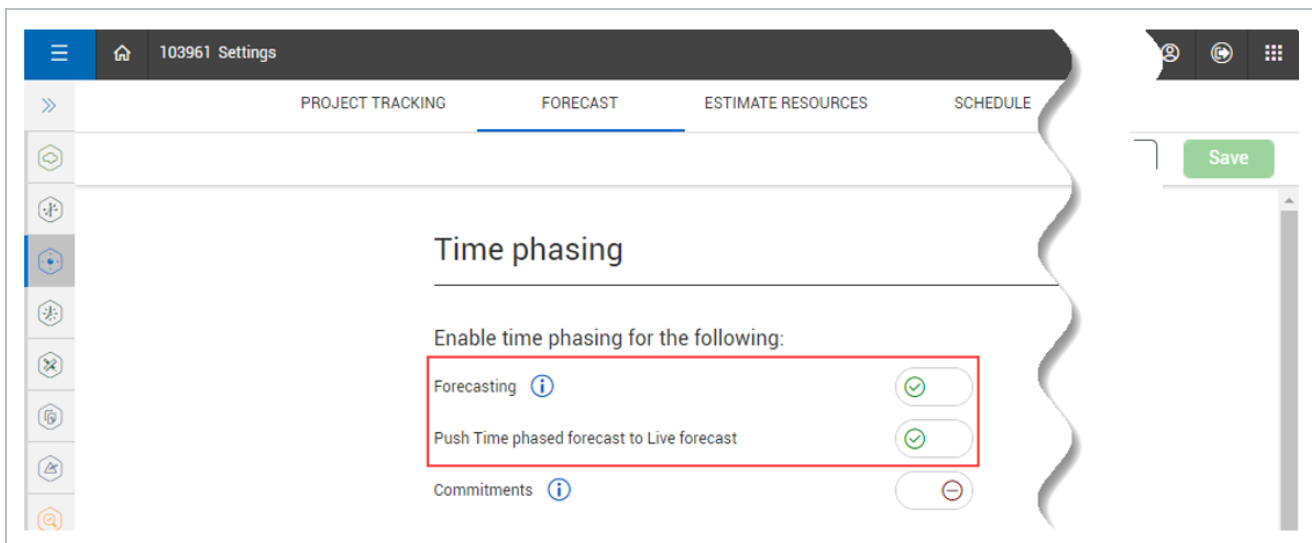 103961 Settings
PROJECT TRACKING FORECAST ESTIMATE RESOURCES SCHEDULE
Save
Time phasing
Enable time phasing for the following:
Forecasting
Push Time phased forecast to Live forecast
Commitments